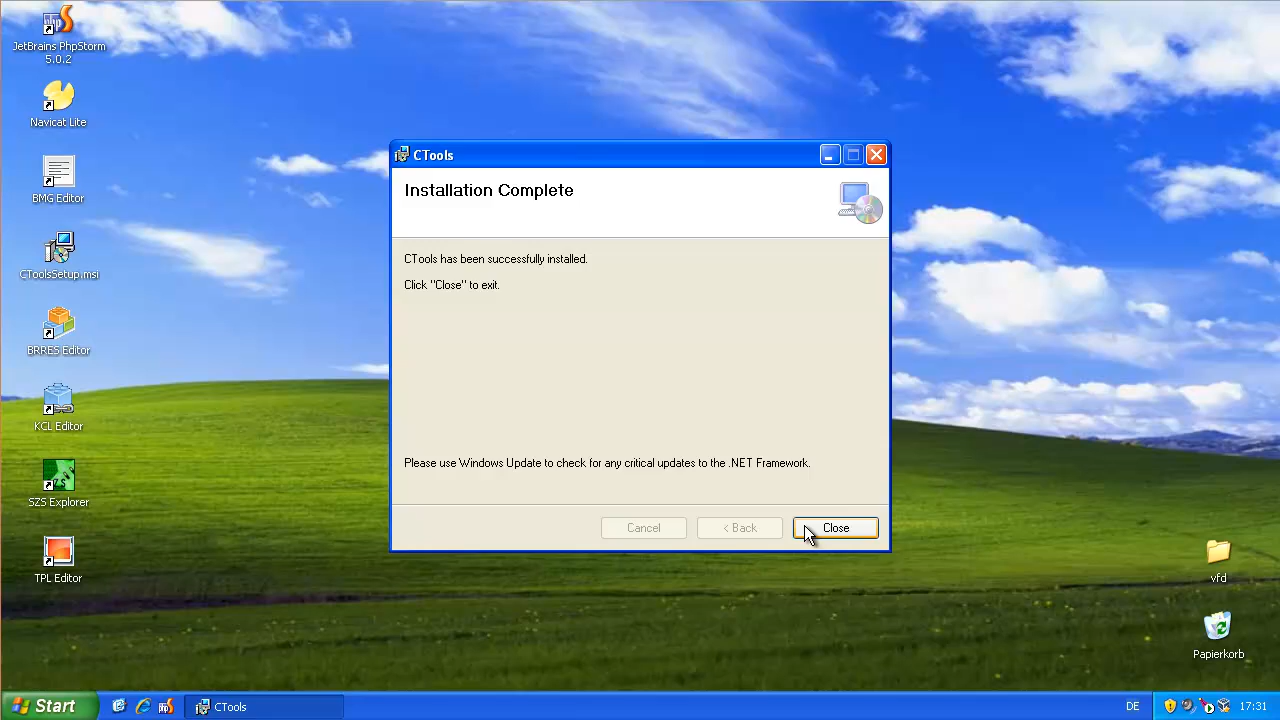 JetBrains PhpStorm
5.0.2
Navicat Lite
BMG Editor
CToolsSetup.msi
BRRES Editor
KCL Editor
SZS Explorer
TPL Editor
CTools
Installation Complete
CTools has been successfully installed.
Click "Close" to exit.
Please use Windows Update to check for any critical updates to the .NET Framework.
Cancel
< Back
Close
vfd
Papierkorb
Start
CTools
DE
17:31